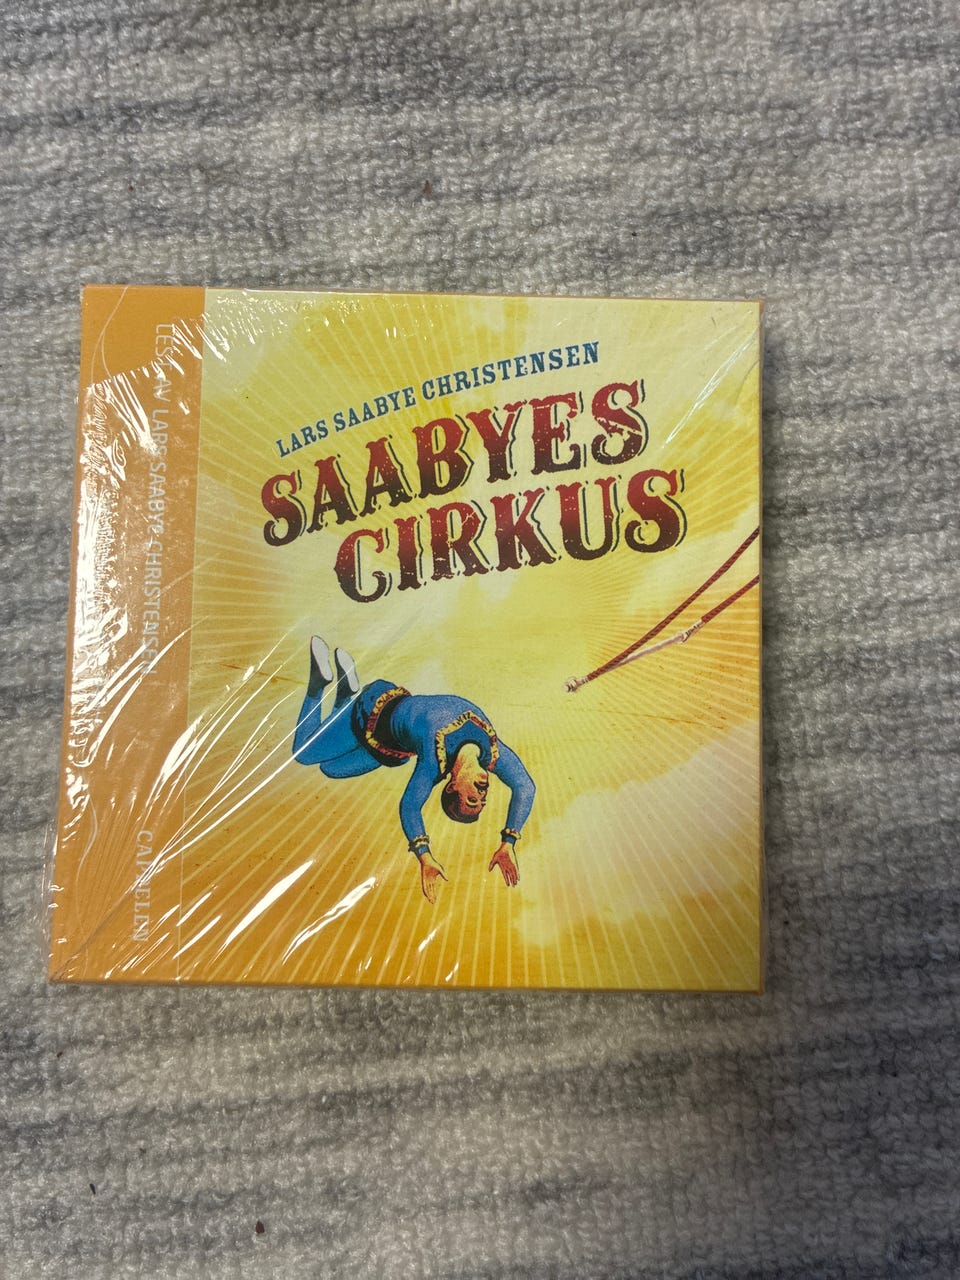 LARS SAABYE CHRISTENSEN
SAABYES
CIRKUS
LEST AV LARS SAABYE CHRISTENSEN
CAPPELEN